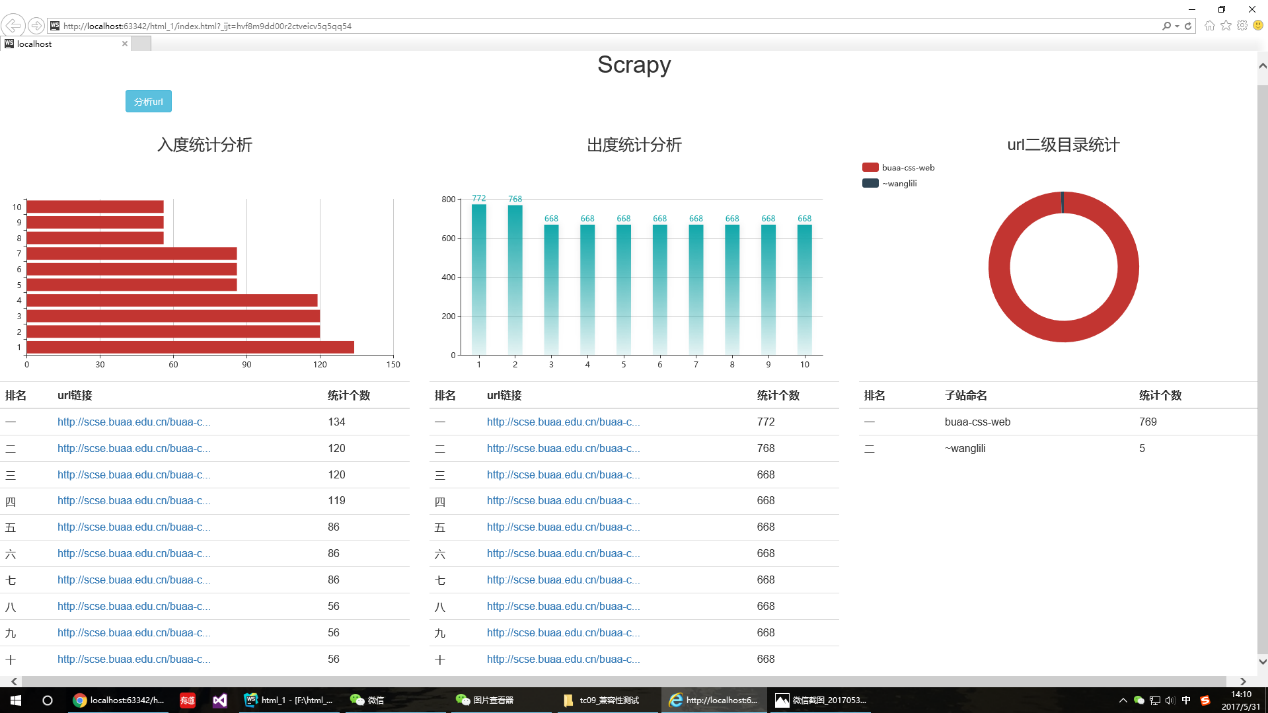 http://localhost:63342/html_1/index.html?_ijt=hvf8m9dd00r2ctveicv5q5qq54
localhost
Scrapy
分析url
入度统计分析
10
9
8
7
6
5
4
3
2
1
0 30 60 90 120 150
出度统计分析
800
600
400
200
0
772 768 668 668 668 668 668 668 668 668
1 2 3 4 5 6 7 8 9 10
url二级目录统计
buaa-css-web
~wanglili
排名 url链接 统计个数
一 http://scse.buaa.edu.cn/buaa-c... 134
二 http://scse.buaa.edu.cn/buaa-c... 120
三 http://scse.buaa.edu.cn/buaa-c... 120
四 http://scse.buaa.edu.cn/buaa-c... 119
五 http://scse.buaa.edu.cn/buaa-c... 86
六 http://scse.buaa.edu.cn/buaa-c... 86
七 http://scse.buaa.edu.cn/buaa-c... 86
八 http://scse.buaa.edu.cn/buaa-c... 56
九 http://scse.buaa.edu.cn/buaa-c... 56
十 http://scse.buaa.edu.cn/buaa-c... 56
排名 url链接 统计个数
一 http://scse.buaa.edu.cn/buaa-c... 772
二 http://scse.buaa.edu.cn/buaa-c... 768
三 http://scse.buaa.edu.cn/buaa-c... 668
四 http://scse.buaa.edu.cn/buaa-c... 668
五 http://scse.buaa.edu.cn/buaa-c... 668
六 http://scse.buaa.edu.cn/buaa-c... 668
七 http://scse.buaa.edu.cn/buaa-c... 668
八 http://scse.buaa.edu.cn/buaa-c... 668
九 http://scse.buaa.edu.cn/buaa-c... 668
十 http://scse.buaa.edu.cn/buaa-c... 668
排名 子站命名 统计个数
一 buaa-css-web 769
二 ~wanglili 5
localhost:63342/h... 有道 html_1 - [F:\html_... 微信 图片查看器 tc09_兼容性测试 http://localhost:6... 微信截图_2017053... 中 14:10
2017/5/31